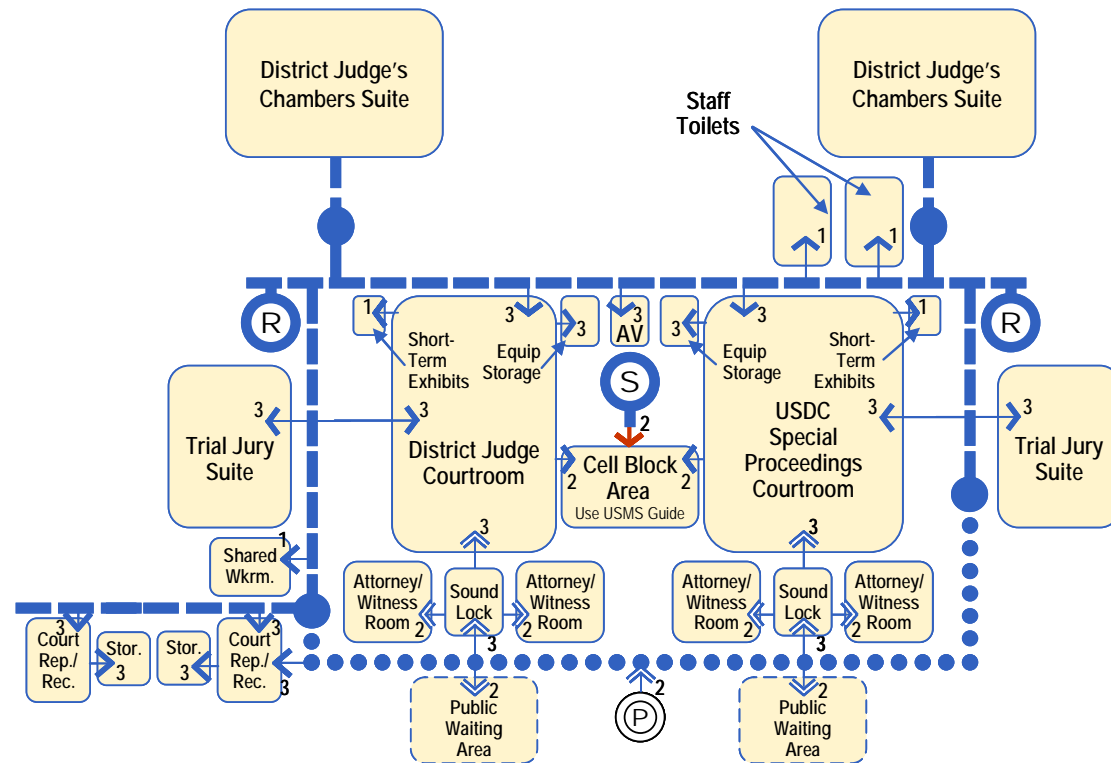 District Judge's
Chambers Suite
District Judge's
Chambers Suite
Staff
Toilets
1
1
R
R
1
3
3
3
AV
3
3
1
Short-
Term
Exhibits
Equip
Storage
Equip
Storage
Short-
Term
Exhibits
S
2
3
3
Trial Jury
Suite
District Judge
Courtroom
2
Cell Block
Area
Use USMS Guide
2
USDC
Special
Proceedings
Courtroom
3
3
Trial Jury
Suite
3
3
1
Shared
Wkrm.
Attorney/
Witness
Room
2
Sound
Lock
3
Attorney/
Witness
Room
2
Attorney/
Witness
Room
2
Sound
Lock
3
Attorney/
Witness
Room
2
3
Court
Rep./
Rec.
Stor.
3
Stor.
3
3
Court
Rep./
Rec.
3
2
Public
Waiting
Area
2
P
2
Public
Waiting
Area